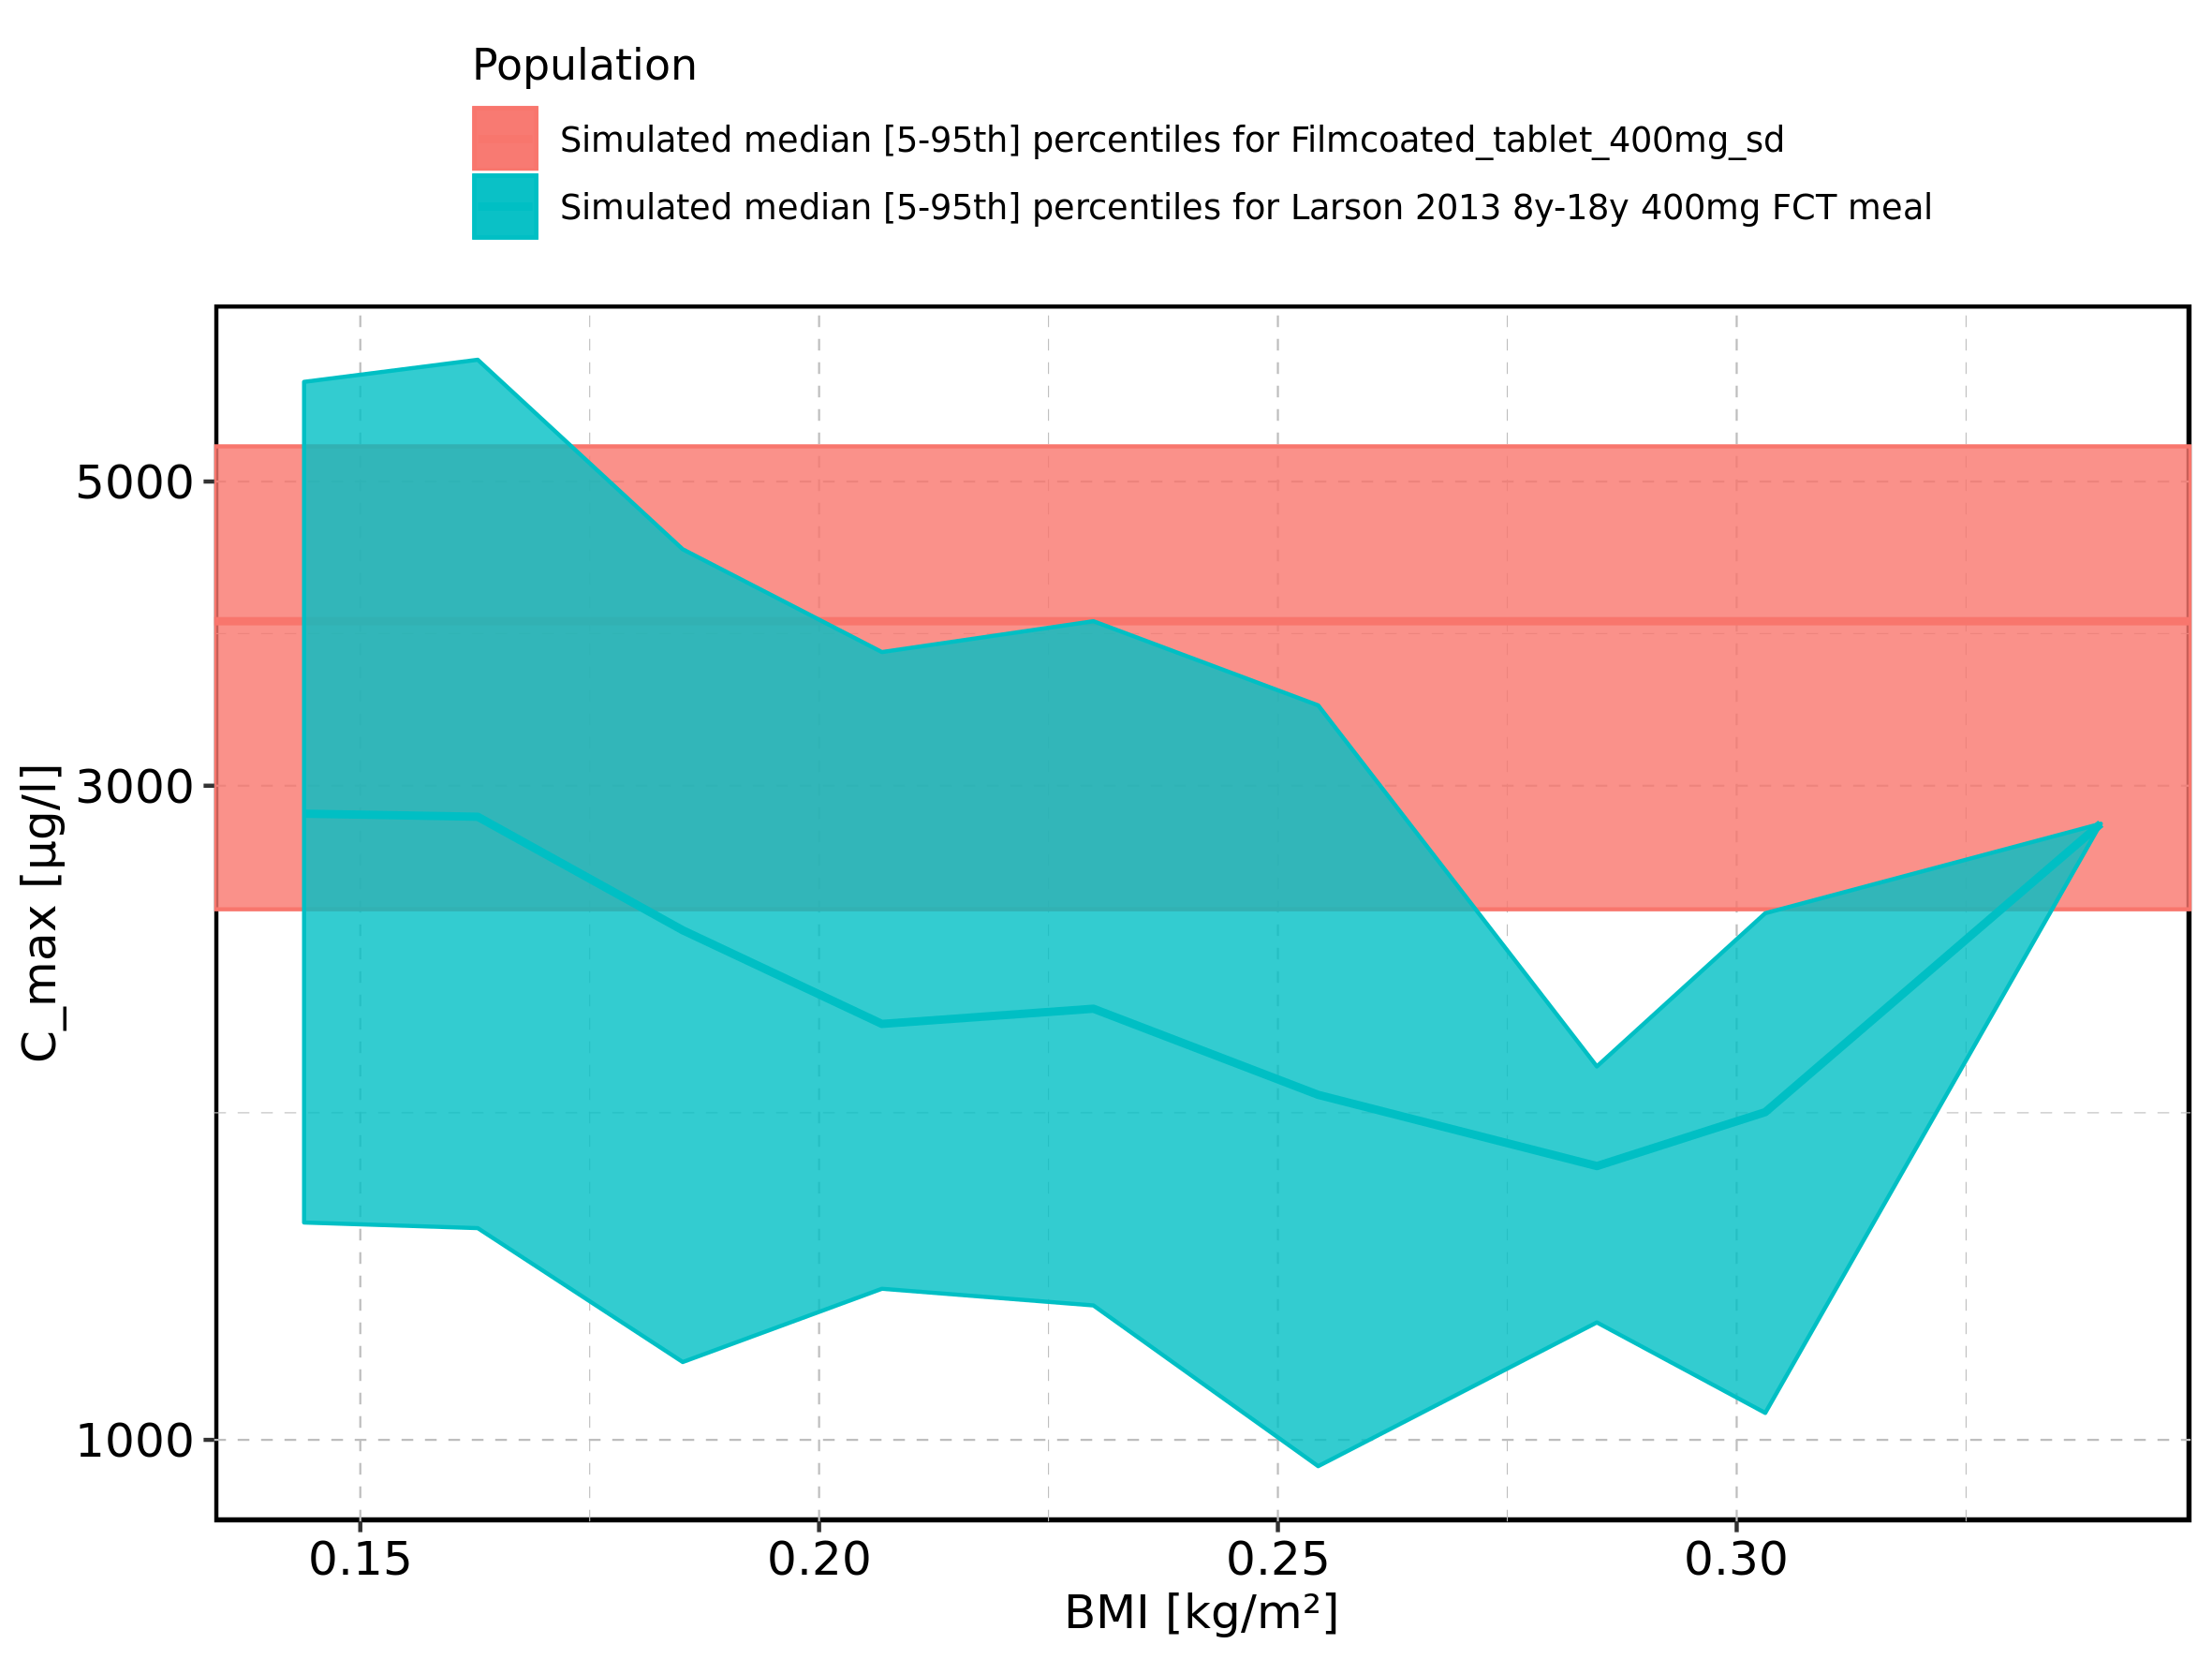 Population
Simulated median [5-95th] percentiles for Filmcoated_tablet_400mg_sd
Simulated median [5-95th] percentiles for Larson 2013 8y-18y 400mg FCT meal
C_max [µg/l]
5000
3000
1000
0.15 0.20 0.25 0.30
BMI [kg/m²]